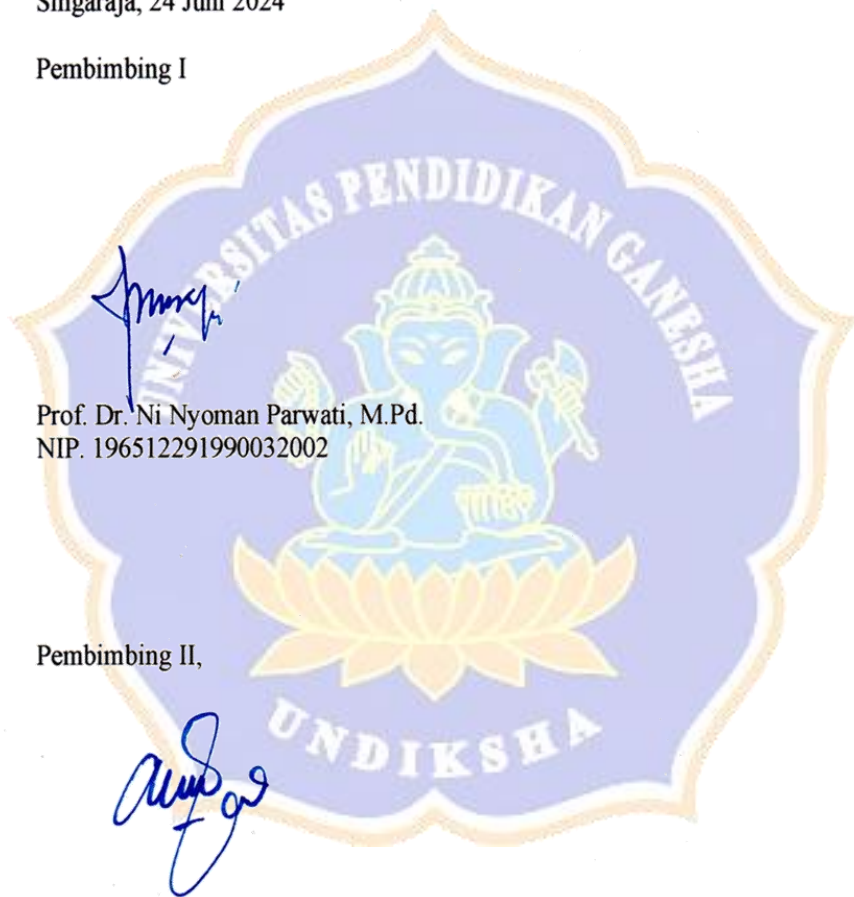 Singaraja, 24 Juni 2024
Pembimbing I
UNIVERSITAS PENDIDIKAN GANESHA
Prof. Dr. Ni Nyoman Parwati, M.Pd.
NIP. 196512291990032002
Pembimbing II,
UNDIKSHA